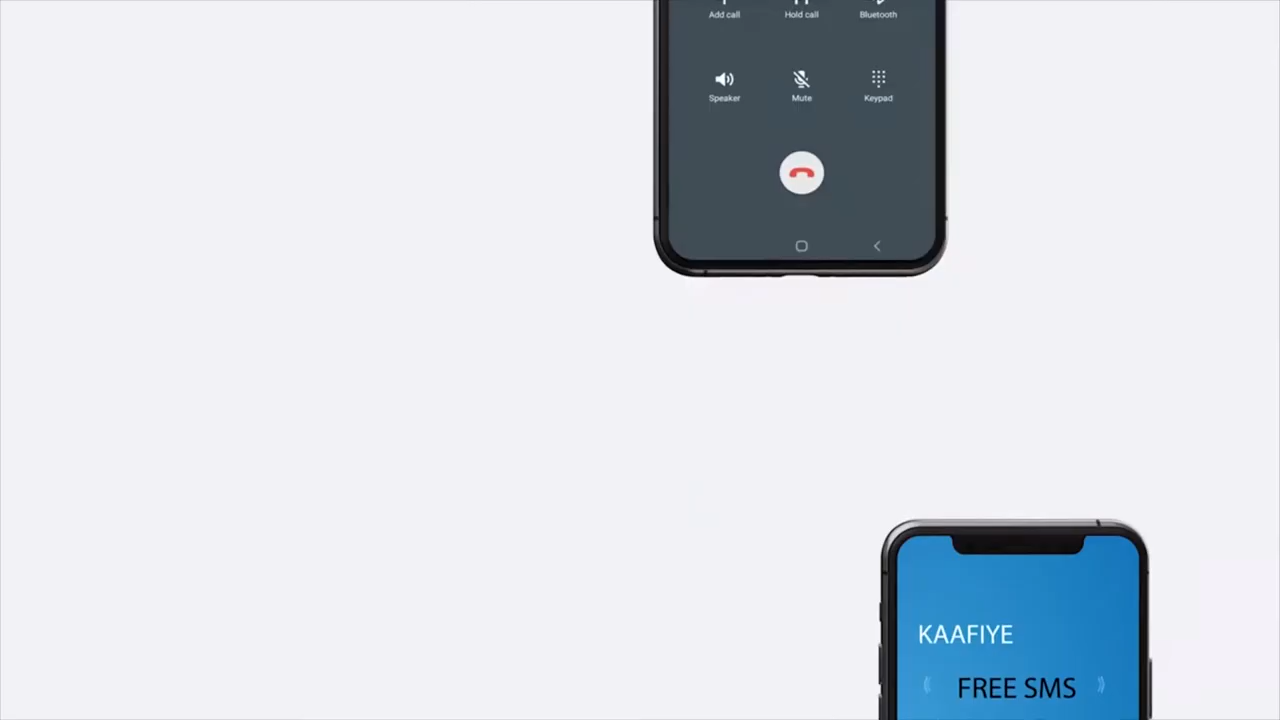 Add call Hold call Bluetooth
Speaker Mute Keypad
KAAFIYE
FREE SMS